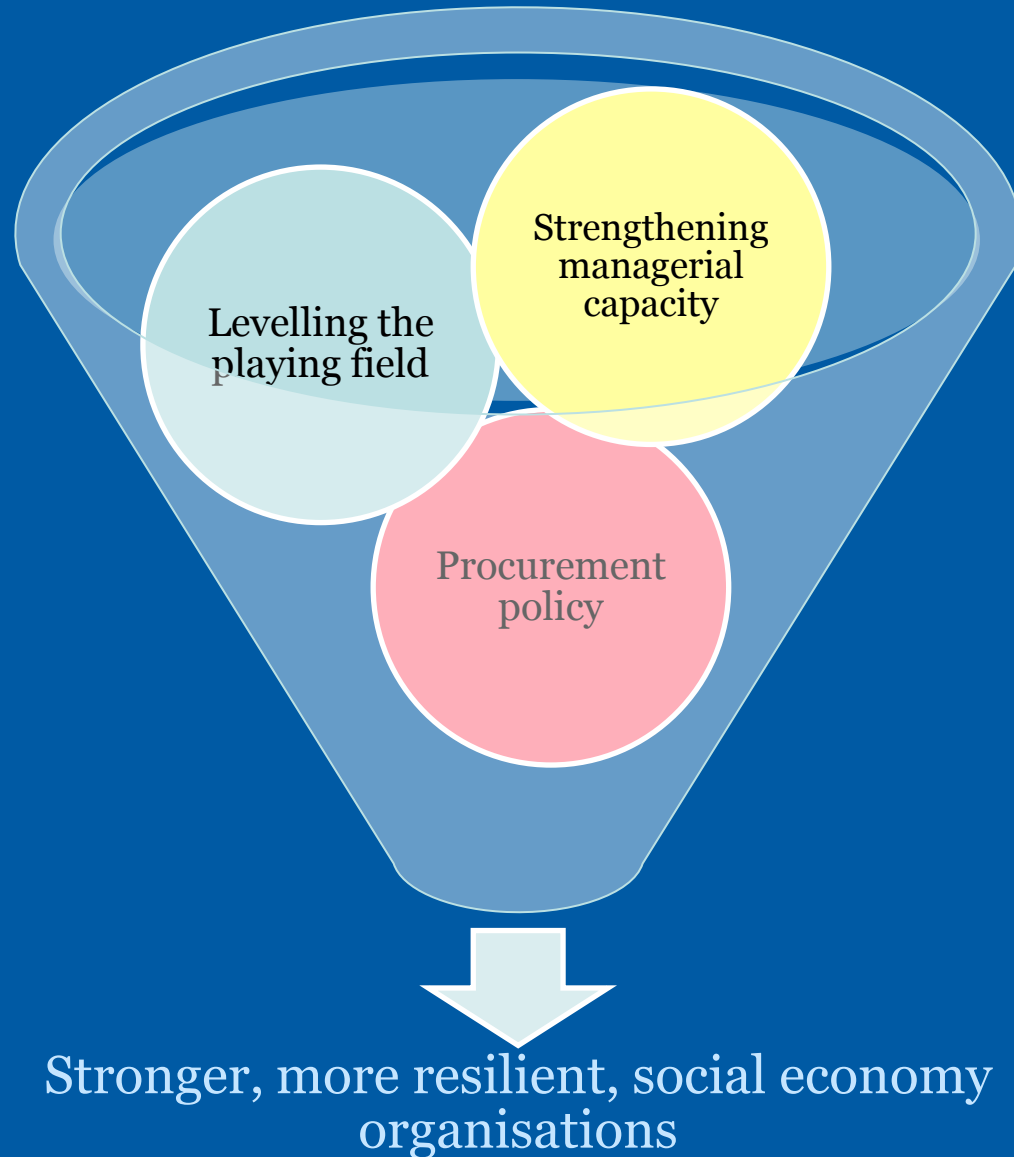 Strengthening
managerial
capacity
Levelling the
playing field
Procurement
policy
Stronger, more resilient, social economy
organisations